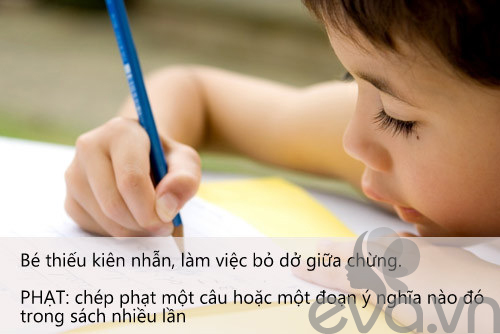 Bé thiếu kiên nhẫn, làm việc bỏ dở giữa chừng.
PHẠT: chép phạt một câu hoặc một đoạn ý nghĩa nào đó
trong sách nhiều lần
eva.vn